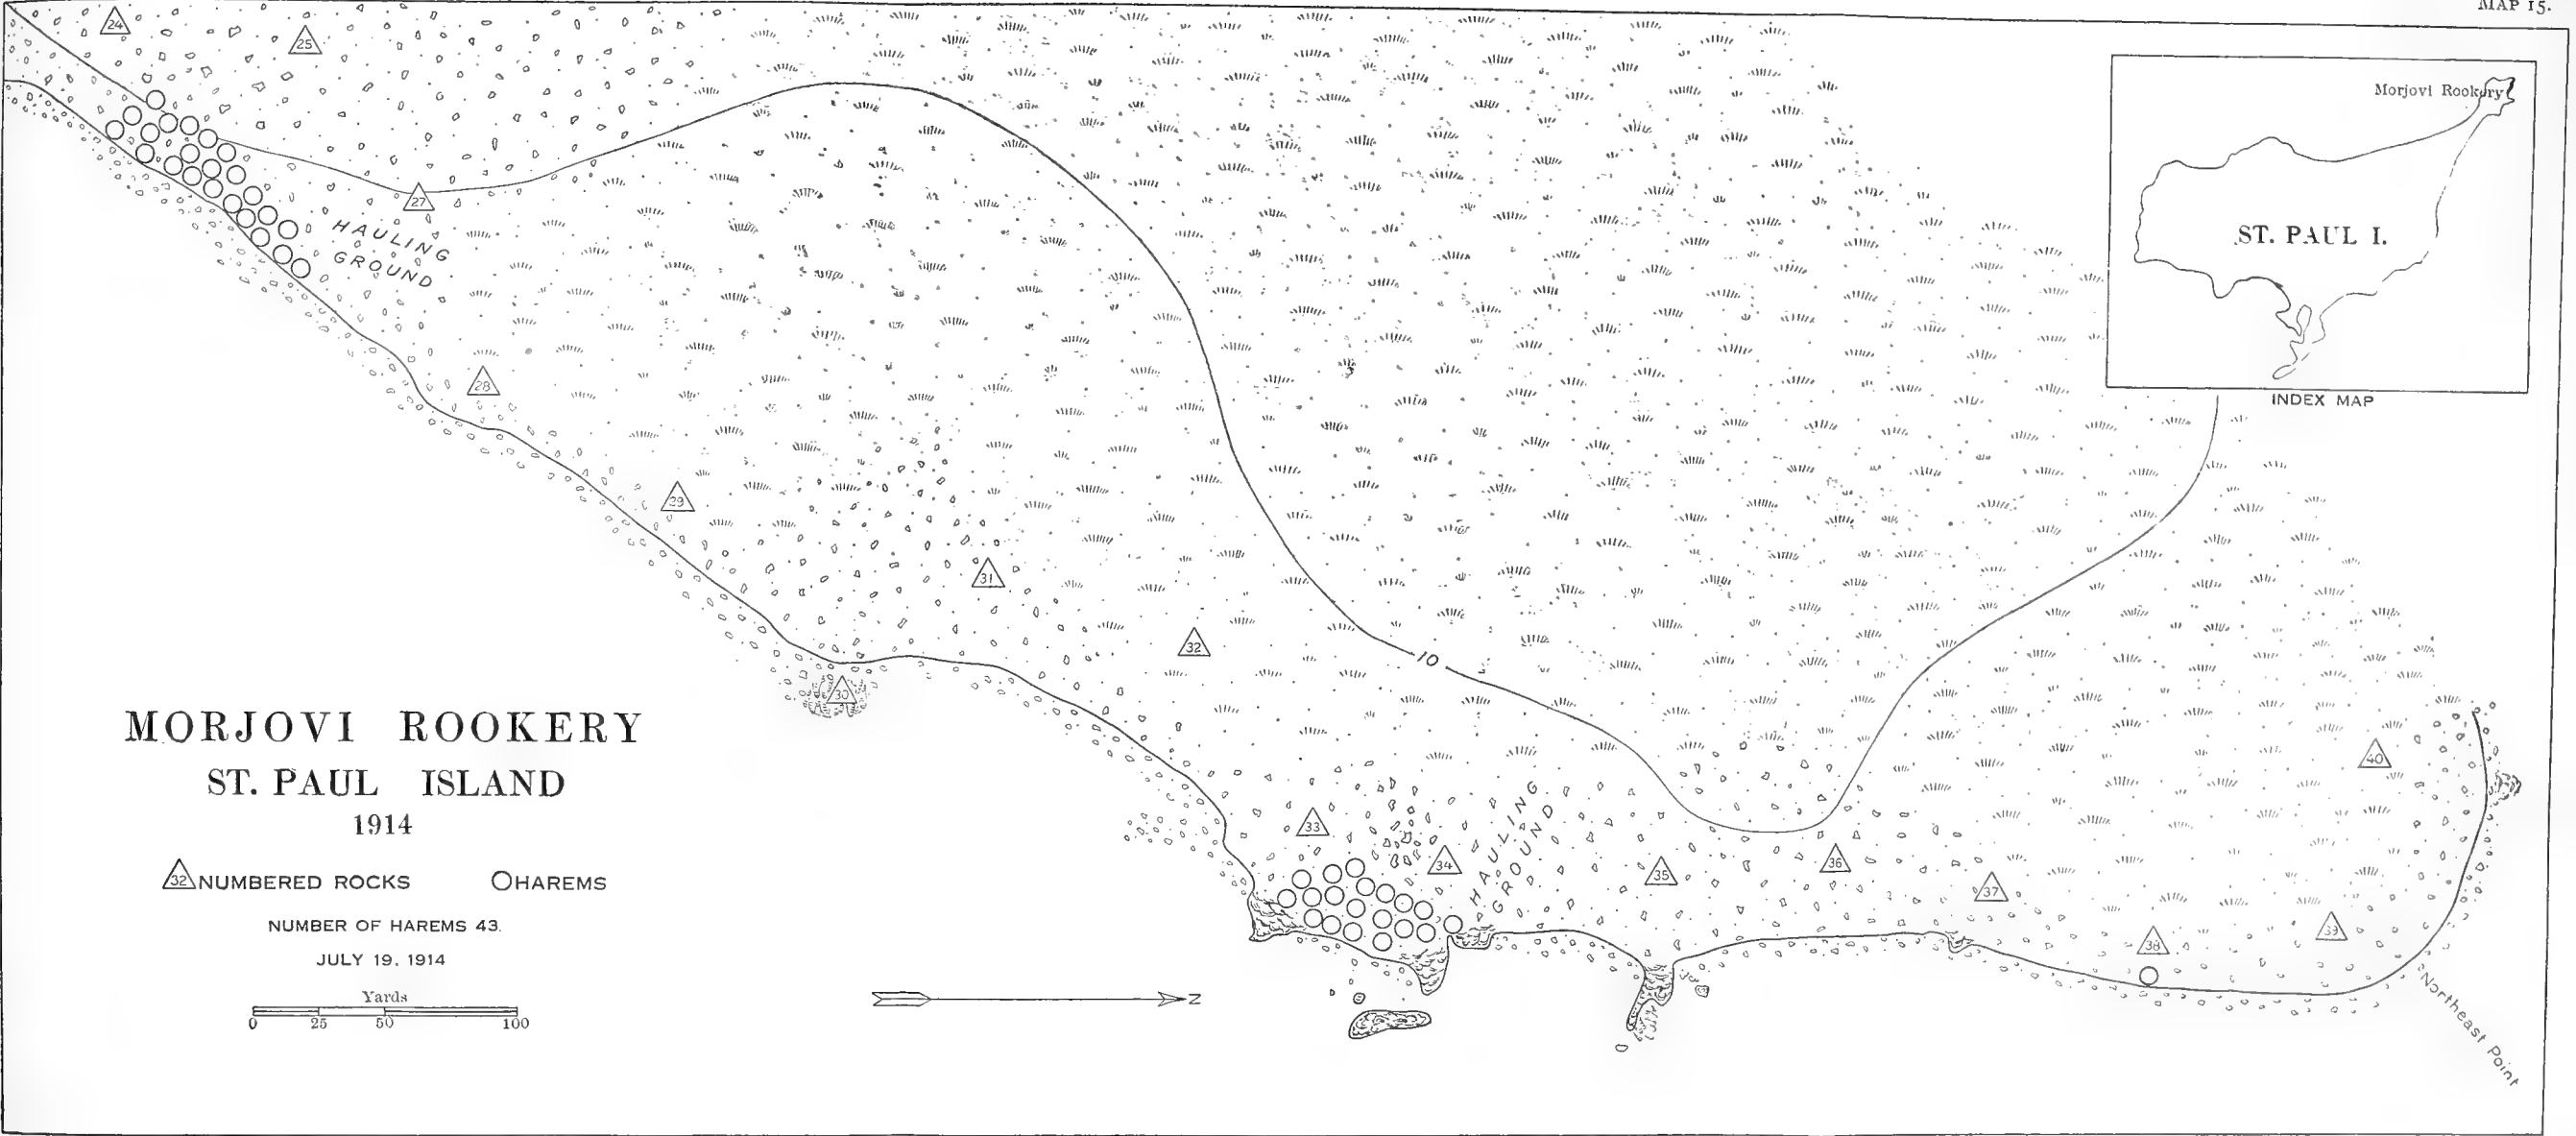 MAP 15.
24
25
27
HAULING
GROUND
28
29
30
31
32
10
33
34
HAULING
GROUND
35
36
37
38
39
40
Northeast Point
Morjovi Rookery
ST. PAUL I.
INDEX MAP
MORJOVI ROOKERY
ST. PAUL ISLAND
1914
32 NUMBERED ROCKS HAREMS
NUMBER OF HAREMS 43.
JULY 19. 1914
Yards
0 25 50 100
N